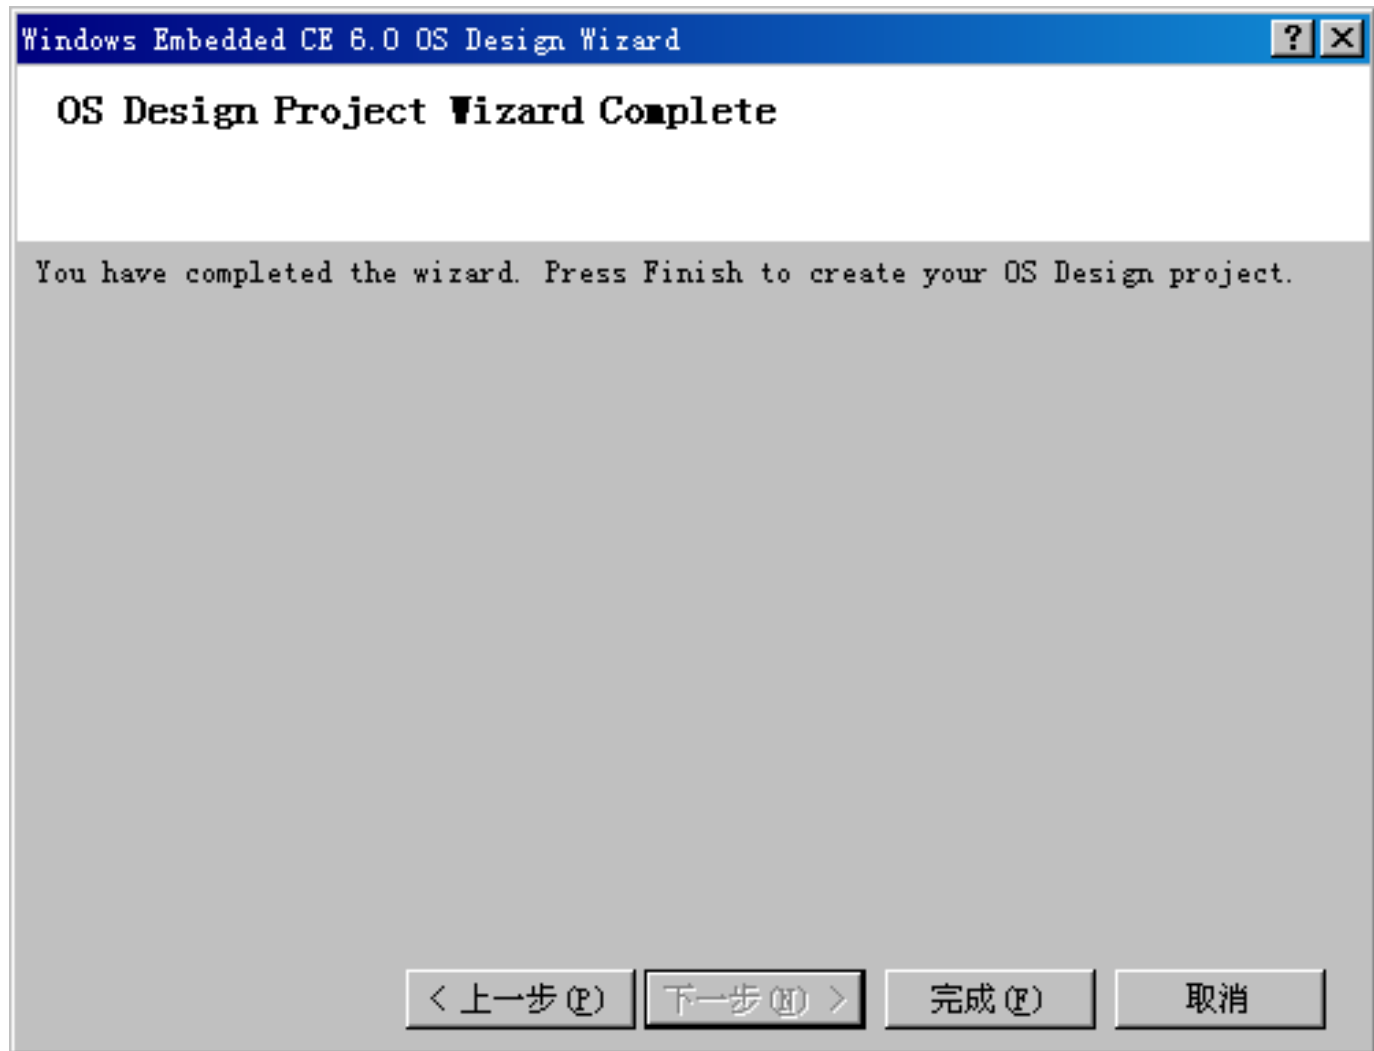 Windows Embedded CE 6.0 OS Design Wizard
OS Design Project Wizard Complete
You have completed the wizard. Press Finish to create your OS Design project.
< 上一步(P) 下一步(N) > 完成(F) 取消